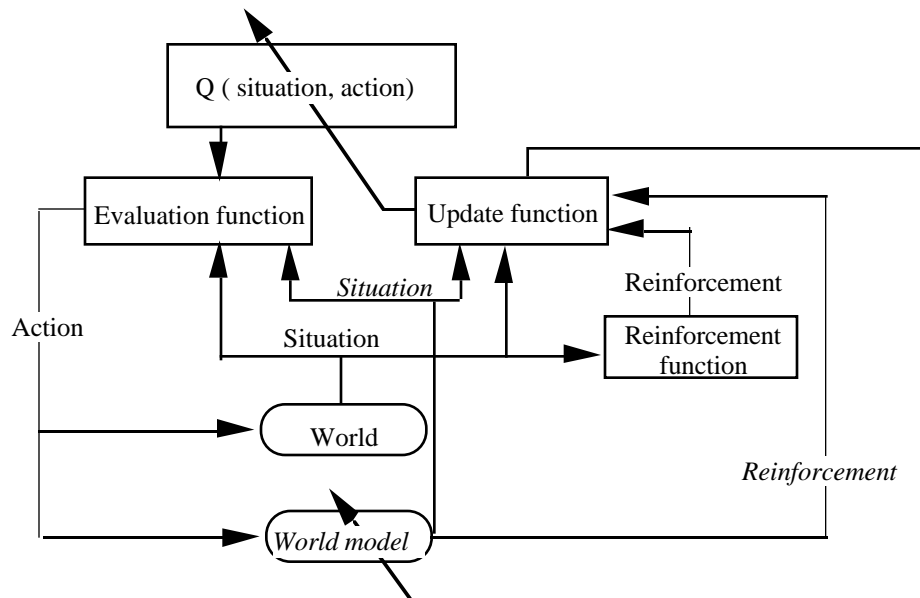 Q ( situation, action)
Evaluation function
Update function
Situation
Reinforcement
Action
Situation
Reinforcement
function
World
Reinforcement
World model